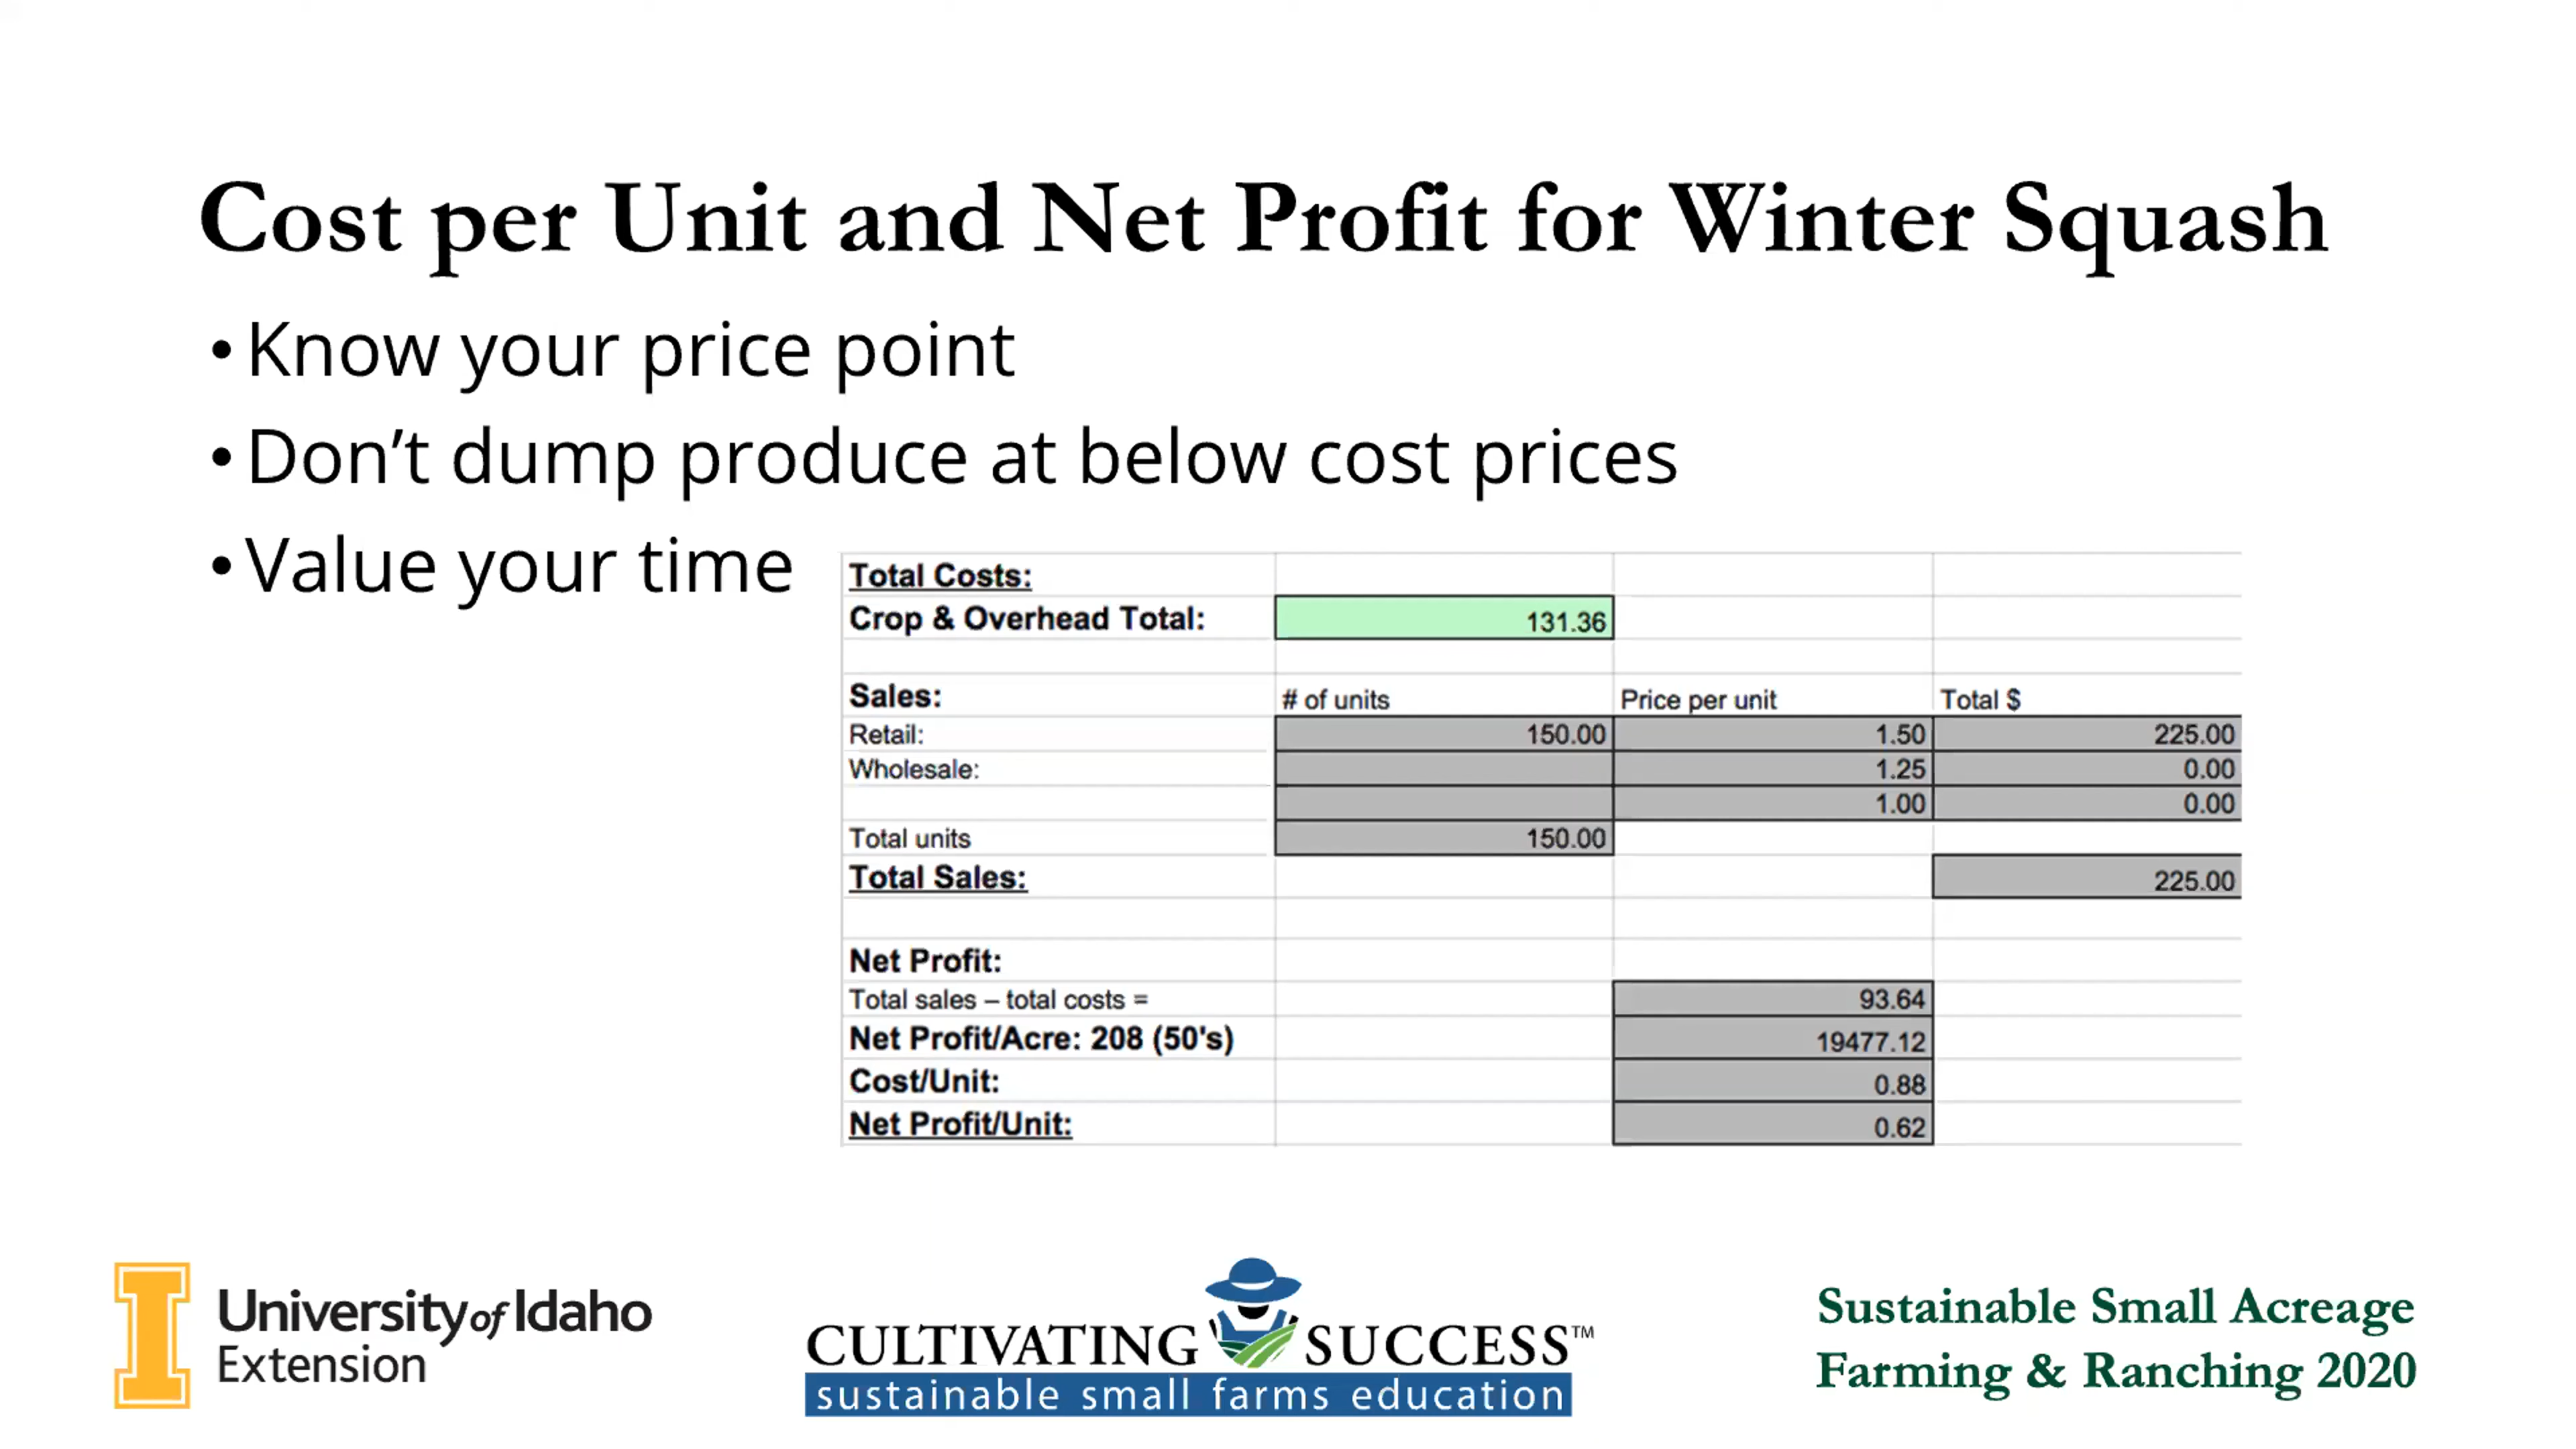 Cost per Unit and Net Profit for Winter Squash
•Know your price point
•Don’t dump produce at below cost prices
•Value your time
Total Costs:
Crop & Overhead Total: 131.36
Sales: # of units Price per unit Total $
Retail: 150.00 1.50 225.00
Wholesale: 1.25 0.00
1.00 0.00
Total units 150.00
Total Sales: 225.00
Net Profit:
Total sales – total costs = 93.64
Net Profit/Acre: 208 (50's) 19477.12
Cost/Unit: 0.88
Net Profit/Unit: 0.62
I
University of Idaho
Extension
CULTIVATING SUCCESS™
sustainable small farms education
Sustainable Small Acreage
Farming & Ranching 2020